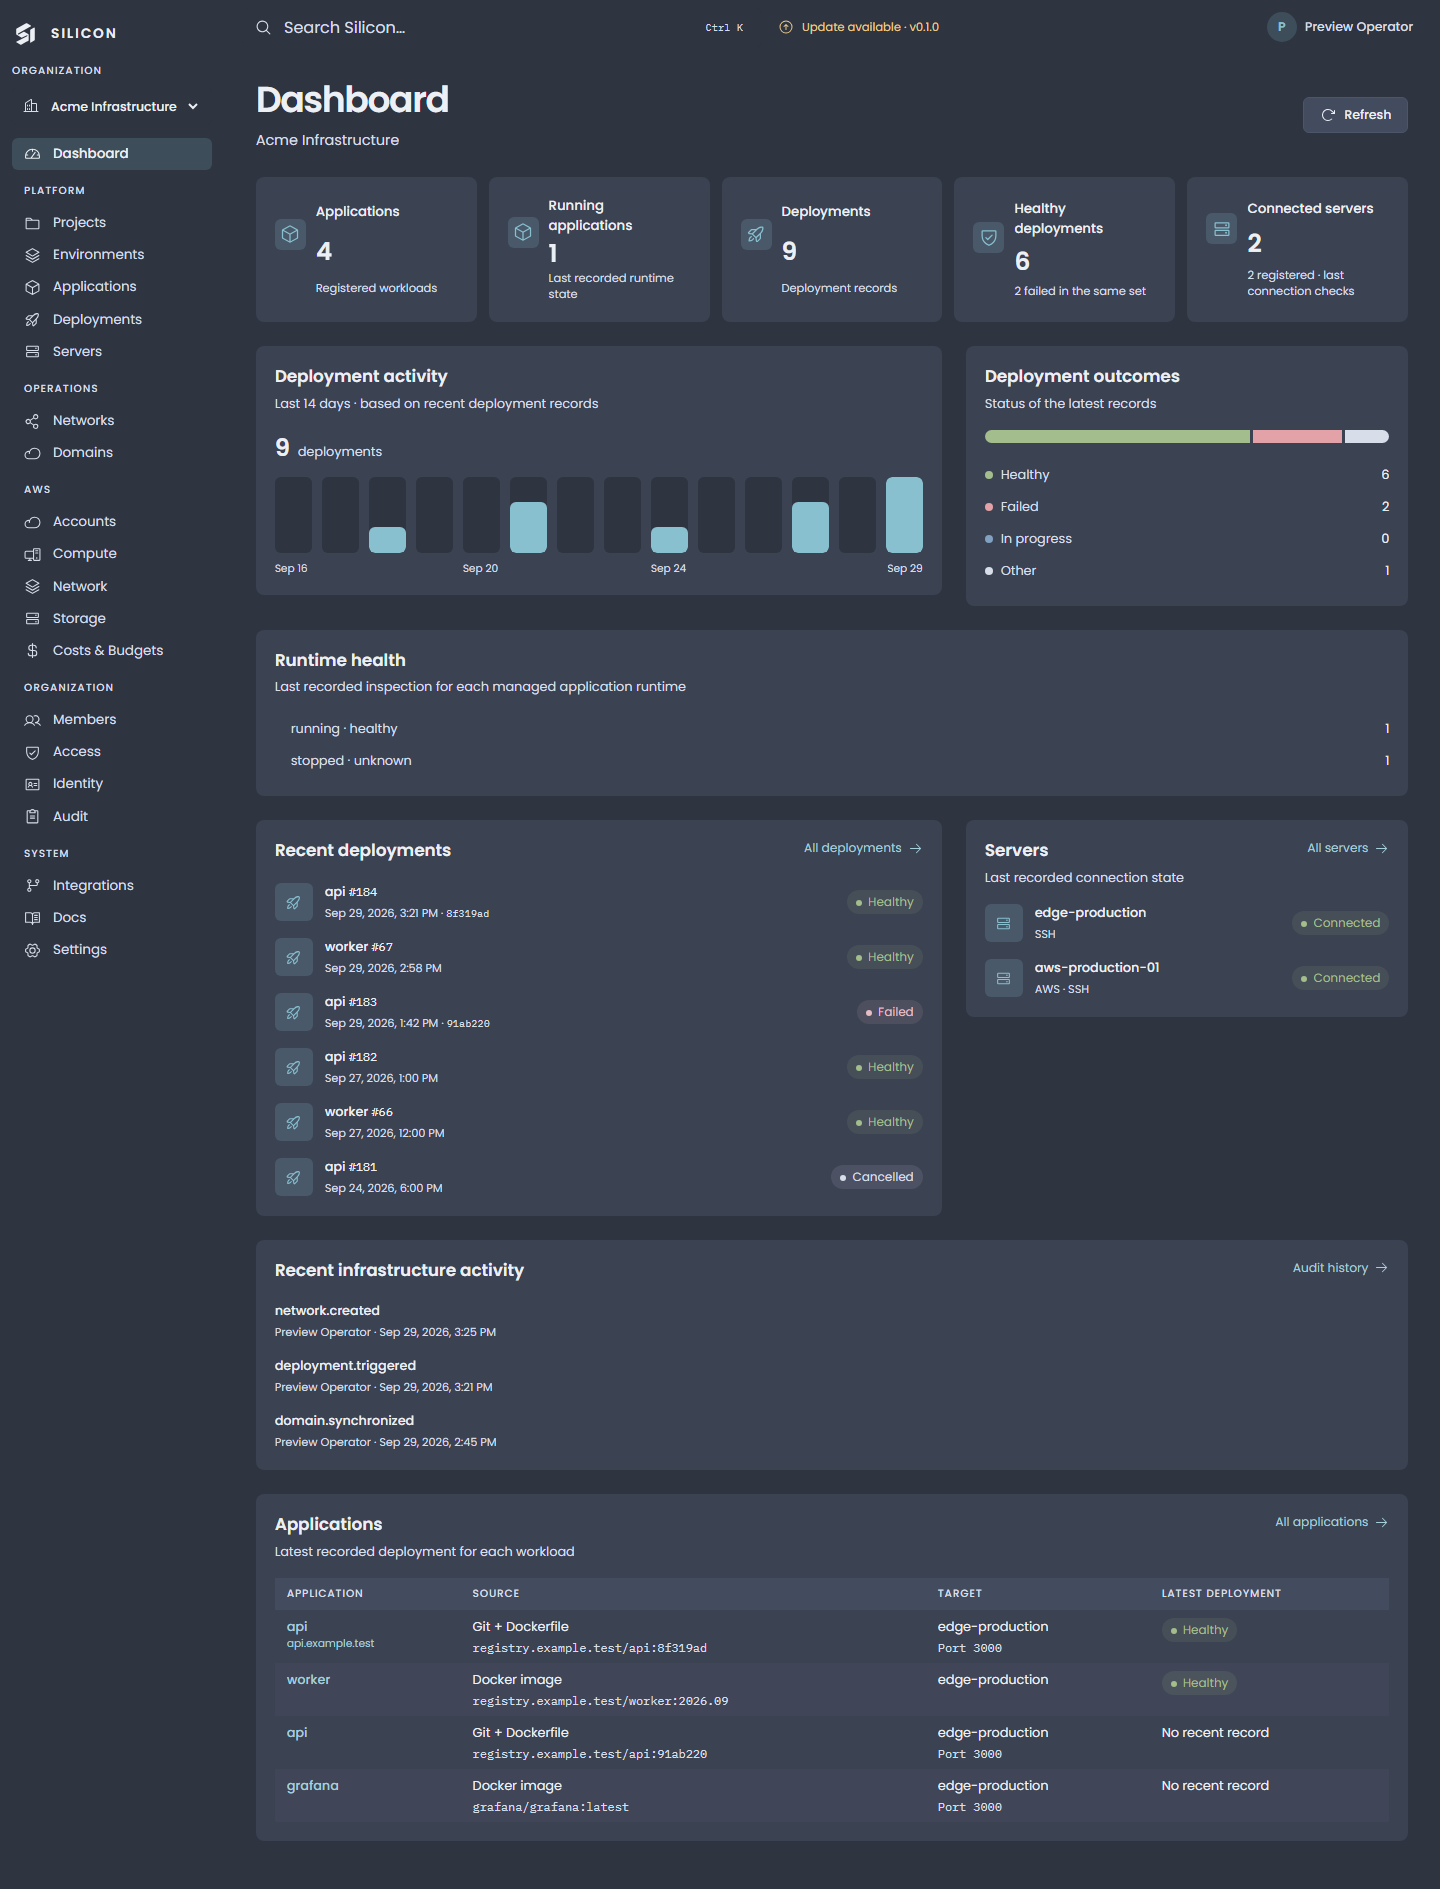 SILICON
ORGANIZATION
Acme Infrastructure
Dashboard
PLATFORM
Projects
Environments
Applications
Deployments
Servers
OPERATIONS
Networks
Domains
AWS
Accounts
Compute
Network
Storage
Costs & Budgets
ORGANIZATION
Members
Access
Identity
Audit
SYSTEM
Integrations
Docs
Settings
Search Silicon...
Ctrl K
Update available · v0.1.0
P
Preview Operator
Dashboard
Acme Infrastructure
Refresh
Applications
4
Registered workloads
Running
applications
1
Last recorded runtime
state
Deployments
9
Deployment records
Healthy
deployments
6
2 failed in the same set
Connected servers
2
2 registered · last
connection checks
Deployment activity
Last 14 days · based on recent deployment records
9 deployments
Sep 16
Sep 20
Sep 24
Sep 29
Deployment outcomes
Status of the latest records
Healthy 6
Failed 2
In progress 0
Other 1
Runtime health
Last recorded inspection for each managed application runtime
running · healthy 1
stopped · unknown 1
Recent deployments
All deployments
api #184
Sep 29, 2026, 3:21 PM · 8f319ad
Healthy
worker #67
Sep 29, 2026, 2:58 PM
Healthy
api #183
Sep 29, 2026, 1:42 PM · 91ab220
Failed
api #182
Sep 27, 2026, 1:00 PM
Healthy
worker #66
Sep 27, 2026, 12:00 PM
Healthy
api #181
Sep 24, 2026, 6:00 PM
Cancelled
Servers
All servers
Last recorded connection state
edge-production
SSH
Connected
aws-production-01
AWS · SSH
Connected
Recent infrastructure activity
Audit history
network.created
Preview Operator · Sep 29, 2026, 3:25 PM
deployment.triggered
Preview Operator · Sep 29, 2026, 3:21 PM
domain.synchronized
Preview Operator · Sep 29, 2026, 2:45 PM
Applications
All applications
Latest recorded deployment for each workload
APPLICATION SOURCE TARGET LATEST DEPLOYMENT
api Git + Dockerfile edge-production Healthy
api.example.test registry.example.test/api:8f319ad Port 3000
worker Docker image edge-production Healthy
registry.example.test/worker:2026.09
api Git + Dockerfile edge-production No recent record
registry.example.test/api:91ab220 Port 3000
grafana Docker image edge-production No recent record
grafana/grafana:latest Port 3000